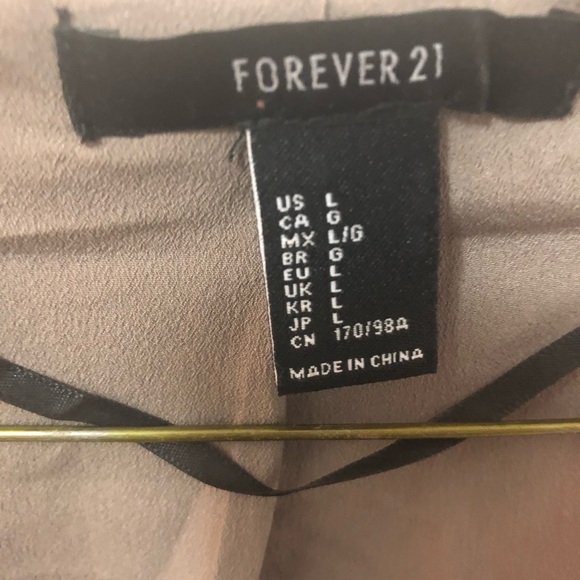 FOREVER 21
US L
CA G
MX L/G
BR G
EU L
UK L
KR L
JP L
CN 170/98A
MADE IN CHINA